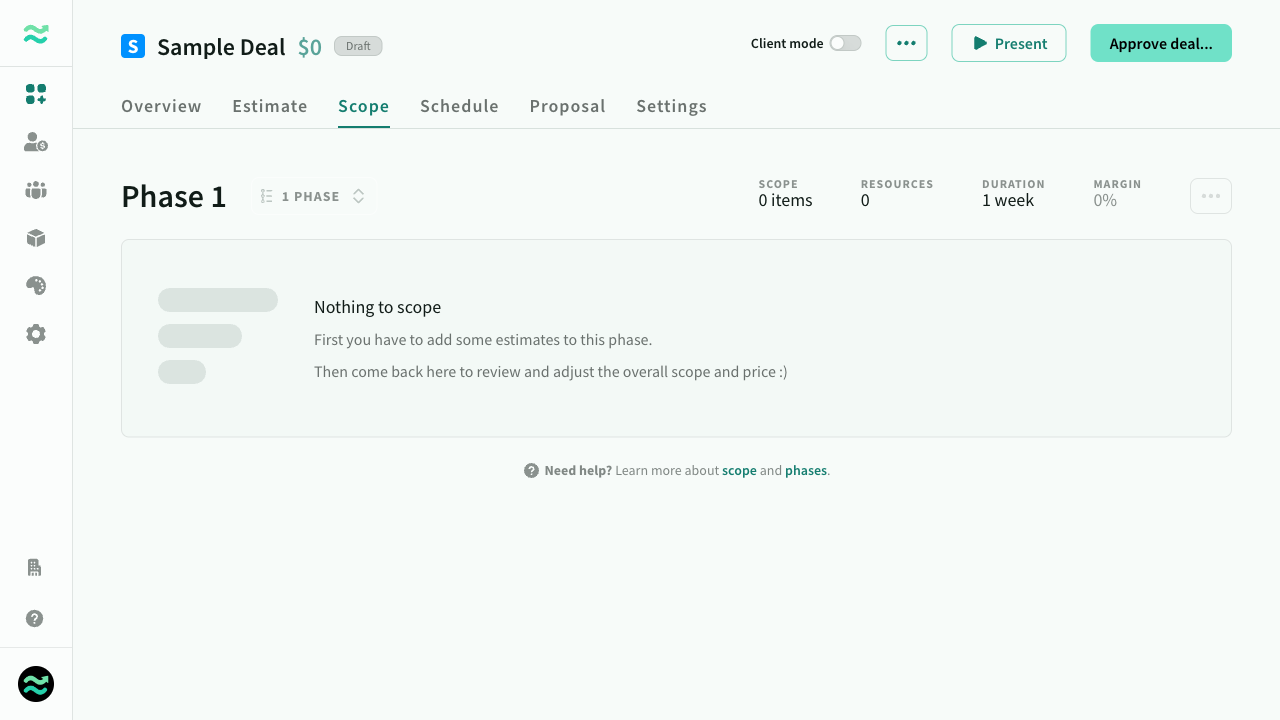 S Sample Deal $0 Draft
Client mode ••• Present Approve deal...
Overview Estimate Scope Schedule Proposal Settings
Phase 1 1 PHASE
SCOPE RESOURCES DURATION MARGIN
0 items 0 1 week 0%
Nothing to scope
First you have to add some estimates to this phase.
Then come back here to review and adjust the overall scope and price :)
Need help? Learn more about scope and phases.